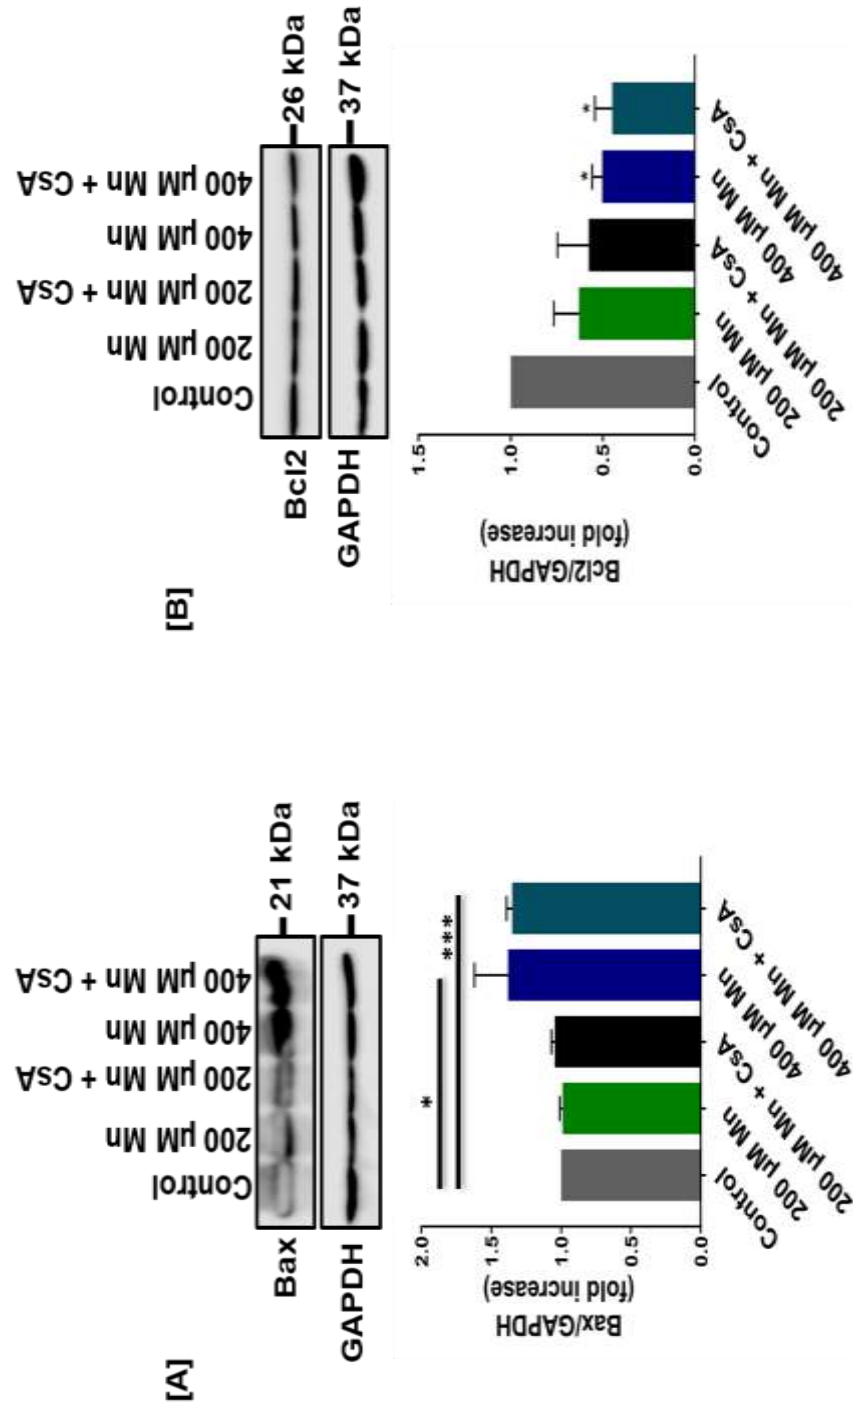 [A]
Control
200 µM Mn
200 µM Mn + CsA
400 µM Mn
400 µM Mn + CsA
Bax
21 kDa
GAPDH
37 kDa
Bax/GAPDH
(fold increase)
2.0
1.5
1.0
0.5
0.0
*
***
Control
200 µM Mn
200 µM Mn + CsA
400 µM Mn
400 µM Mn + CsA
[B]
Control
200 µM Mn
200 µM Mn + CsA
400 µM Mn
400 µM Mn + CsA
Bcl2
26 kDa
GAPDH
37 kDa
Bcl2/GAPDH
(fold increase)
1.5
1.0
0.5
0.0
*
*
Control
200 µM Mn
200 µM Mn + CsA
400 µM Mn
400 µM Mn + CsA